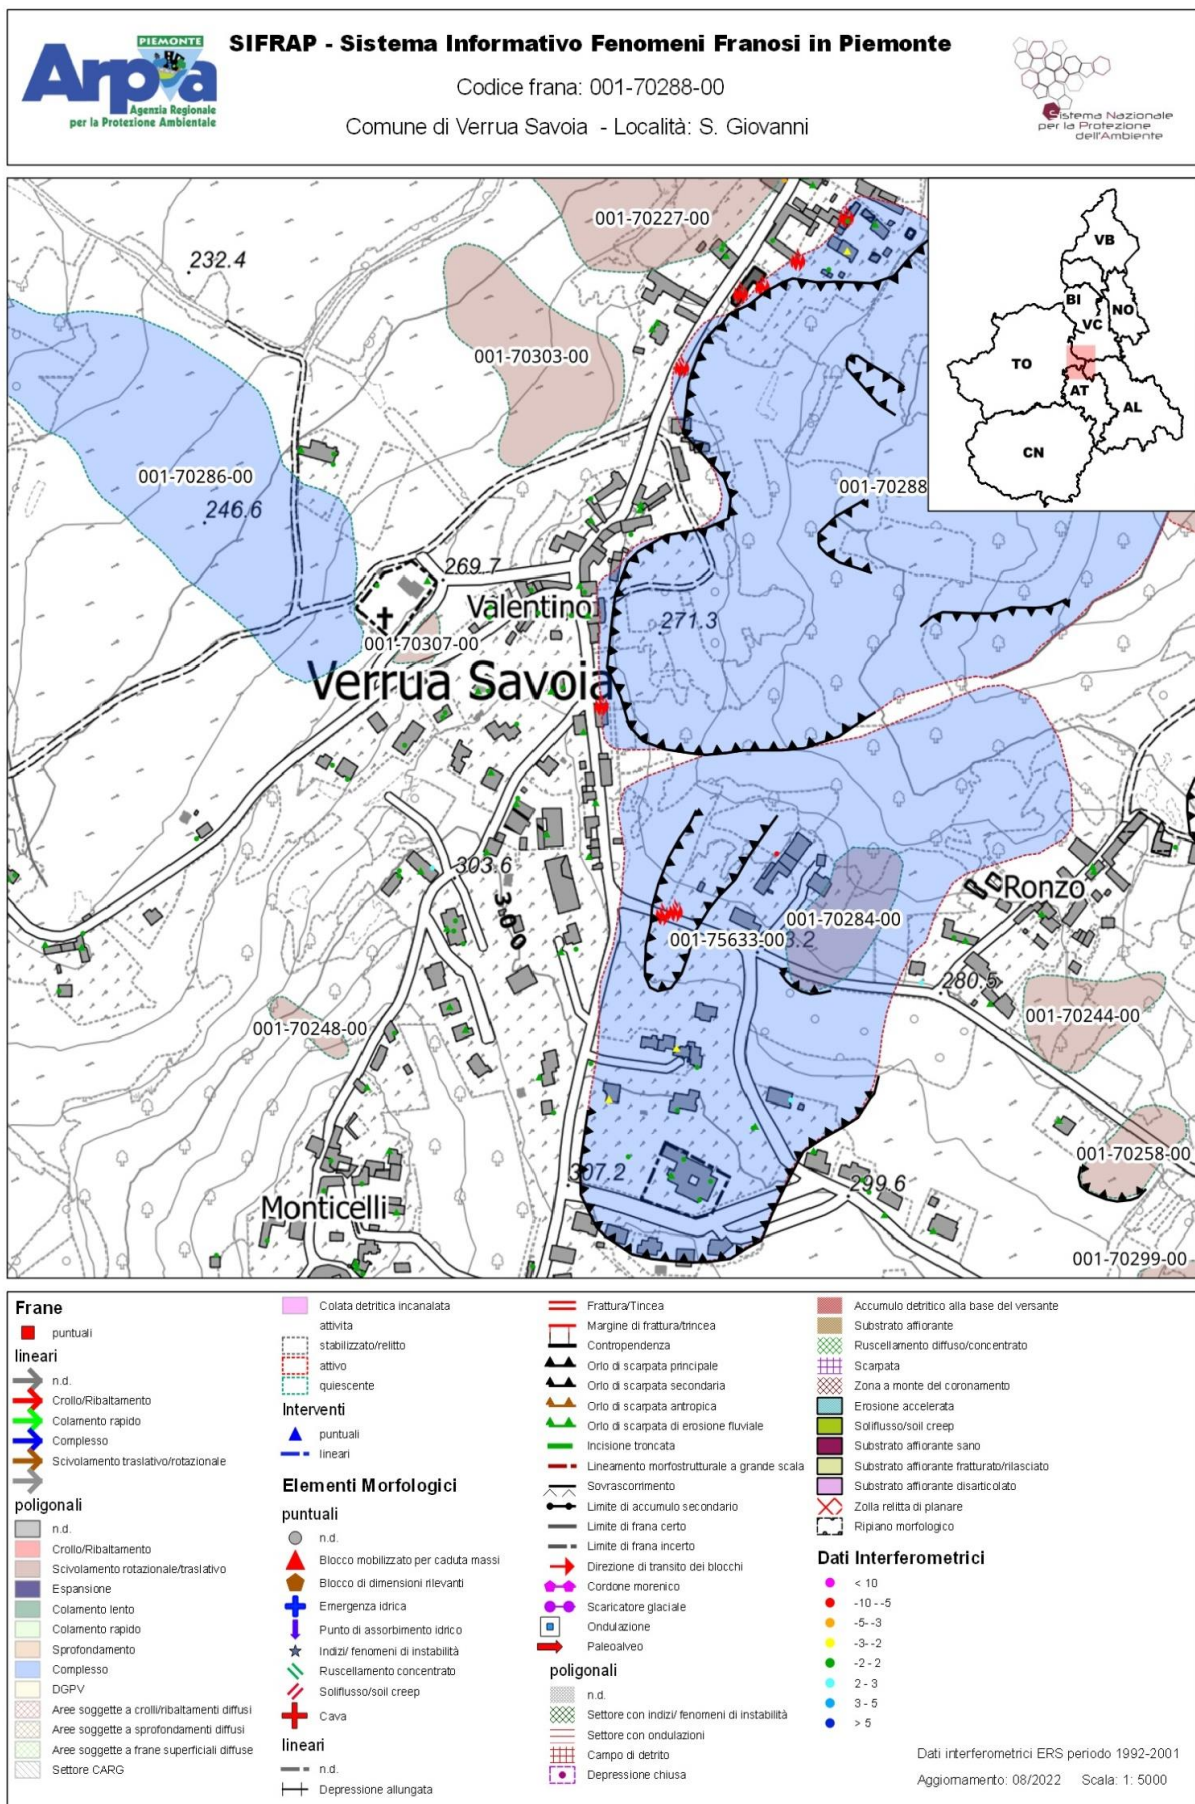 PIEMONTE
Arpa
Agenzia Regionale
per la Protezione Ambientale
SIFRAP - Sistema Informativo Fenomeni Franosi in Piemonte
Codice frana: 001-70288-00
Comune di Verrua Savoia - Località: S. Giovanni
Sistema Nazionale
per la Protezione
dell'Ambiente
001-70227-00
232.4
001-70303-00
VB
BI
NO
VC
TO
AT
AL
CN
001-70286-00
246.6
001-70288
269.7
Valentino
271.3
001-70307-00
Verrua Savoia
303.6
300
Ronzo
001-70284-00
001-75633-00
3.2
280.5
001-70244-00
001-70248-00
001-70258-00
307.2
299.6
Monticelli
001-70299-00
Frane
puntuali
lineari
n.d.
Crollo/Ribaltamento
Colamento rapido
Complesso
Scivolamento traslativo/rotazionale
poligonali
n.d.
Crollo/Ribaltamento
Scivolamento rotazionale/traslativo
Espansione
Colamento lento
Colamento rapido
Sprofondamento
Complesso
DGPV
Aree soggette a crolli/ribaltamenti diffusi
Aree soggette a sprofondamenti diffusi
Aree soggette a frane superficiali diffuse
Settore CARG
Colata detritica incanalata
attivita
stabilizzato/relitto
attivo
quiescente
Interventi
puntuali
lineari
Elementi Morfologici
puntuali
n.d.
Blocco mobilizzato per caduta massi
Blocco di dimensioni rilevanti
Emergenza idrica
Punto di assorbimento idrico
Indizi/ fenomeni di instabilità
Ruscellamento concentrato
Soliflusso/soil creep
Cava
lineari
n.d.
Depressione allungata
Frattura/Tincea
Margine di frattura/trincea
Contropendenza
Orlo di scarpata principale
Orlo di scarpata secondaria
Orlo di scarpata antropica
Orlo di scarpata di erosione fluviale
Incisione troncata
Lineamento morfostrutturale a grande scala
Sovrascorrimento
Limite di accumulo secondario
Limite di frana certo
Limite di frana incerto
Direzione di transito dei blocchi
Cordone morenico
Scaricatore glaciale
Ondulazione
Paleoalveo
poligonali
n.d.
Settore con indizi/ fenomeni di instabilità
Settore con ondulazioni
Campo di detrito
Depressione chiusa
Accumulo detritico alla base del versante
Substrato affiorante
Ruscellamento diffuso/concentrato
Scarpata
Zona a monte del coronamento
Erosione accelerata
Soliflusso/soil creep
Substrato affiorante sano
Substrato affiorante fratturato/rilasciato
Substrato affiorante disarticolato
Zolla relitta di planare
Ripiano morfologico
Dati Interferometrici
< 10
-10 - -5
-5- -3
-3- -2
-2 - 2
2 - 3
3 - 5
> 5
Dati interferometrici ERS periodo 1992-2001
Aggiornamento: 08/2022 Scala: 1: 5000